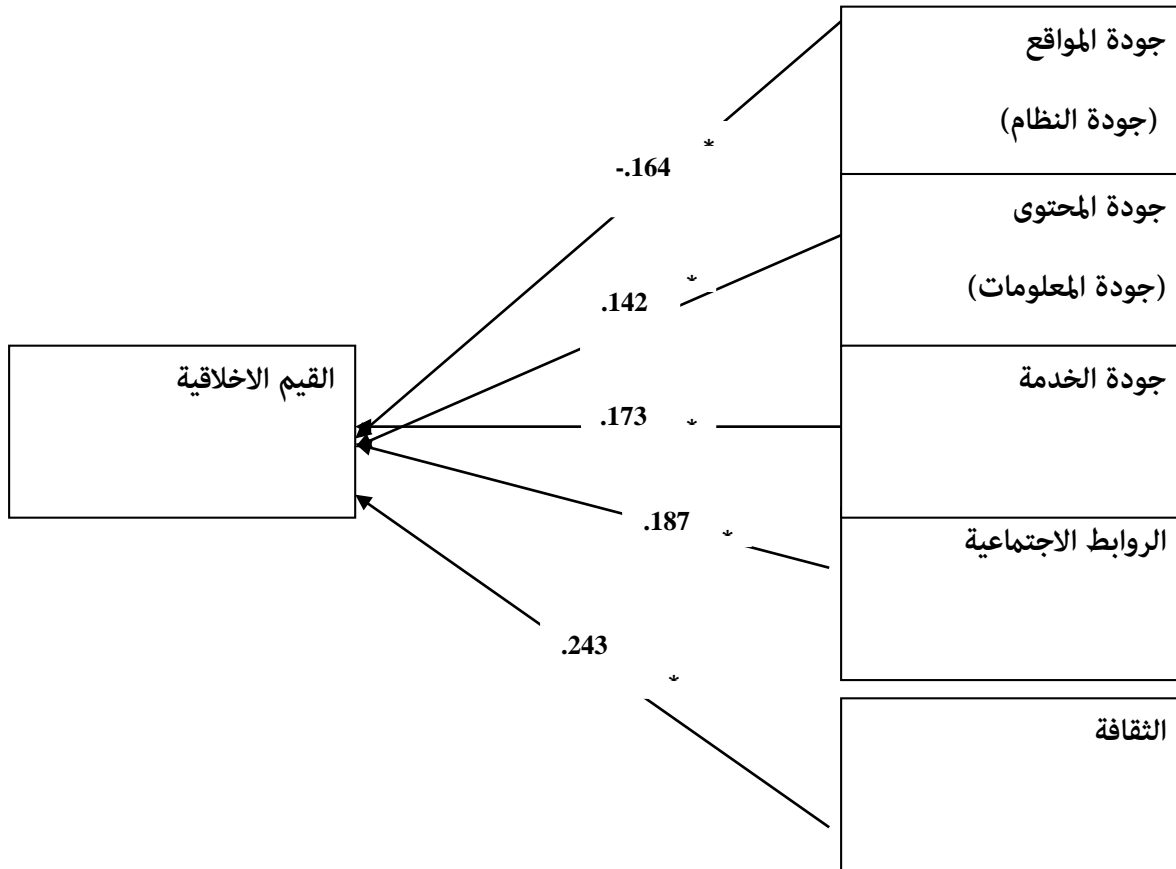 جودة المواقع
(جودة النظام)
*
-.164
جودة المحتوى
(جودة المعلومات)
*
.142
القيم الاخلاقية
جودة الخدمة
.173 *
.187 *
الروابط الاجتماعية
.243
*
الثقافة